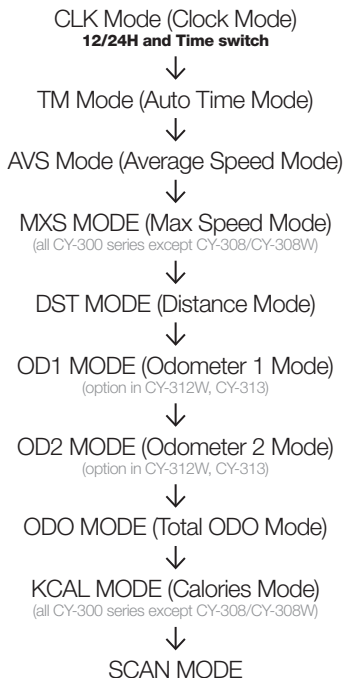 CLK Mode (Clock Mode)
12/24H and Time switch
TM Mode (Auto Time Mode)
AVS Mode (Average Speed Mode)
MXS MODE (Max Speed Mode)
(all CY-300 series except CY-308/CY-308W)
DST MODE (Distance Mode)
OD1 MODE (Odometer 1 Mode)
(option in CY-312W, CY-313)
OD2 MODE (Odometer 2 Mode)
(option in CY-312W, CY-313)
ODO MODE (Total ODO Mode)
KCAL MODE (Calories Mode)
(all CY-300 series except CY-308/CY-308W)
SCAN MODE